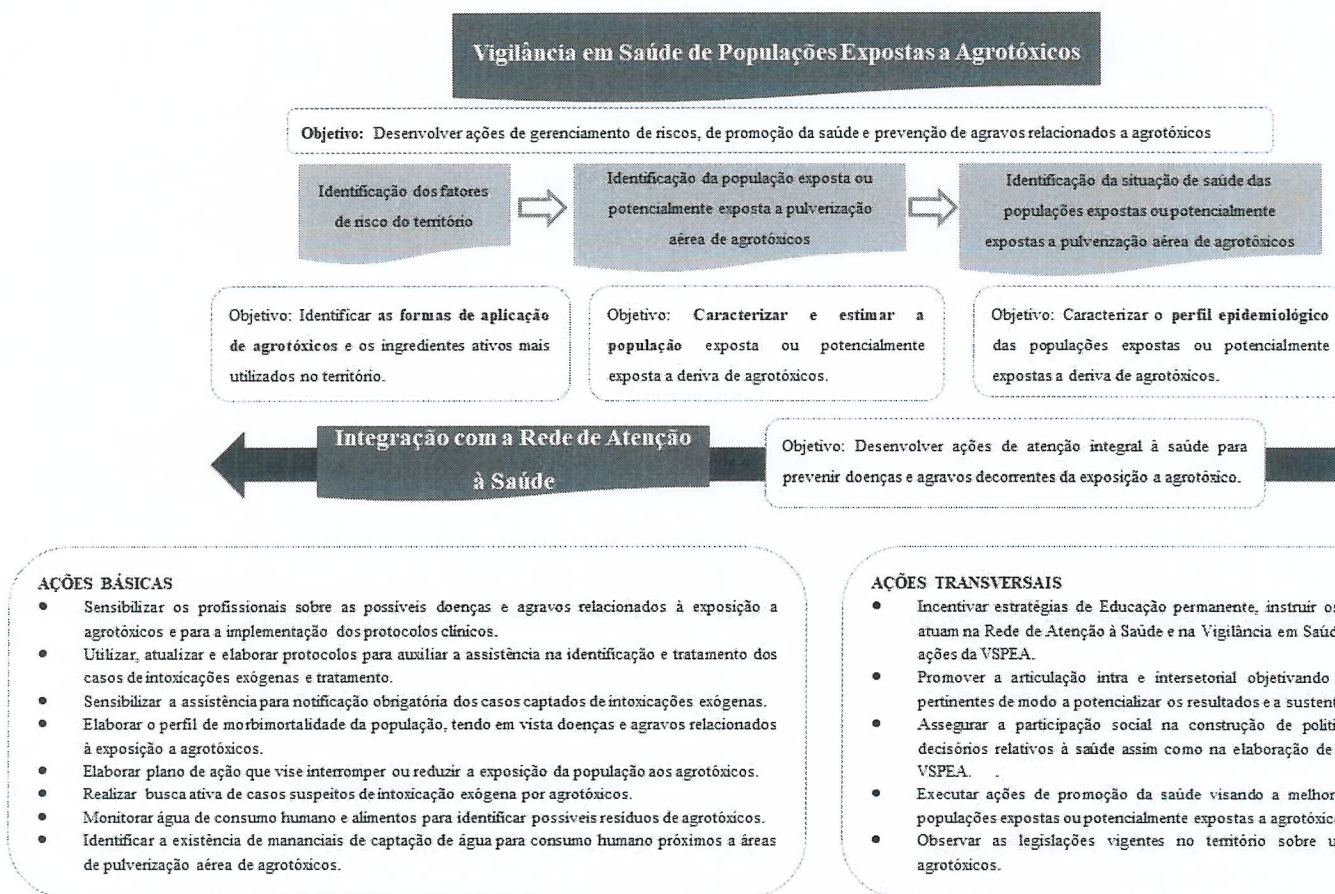 Vigilância em Saúde de Populações Expostas a Agrotóxicos
Objetivo: Desenvolver ações de gerenciamento de riscos, de promoção da saúde e prevenção de agravos relacionados a agrotóxicos
Identificação dos fatores
de risco do território
Identificação da população exposta ou
potencialmente exposta a pulverização
aérea de agrotóxicos
Identificação da situação de saúde das
populações expostas ou potencialmente
expostas a pulverização aérea de agrotóxicos
Objetivo: Identificar as formas de aplicação
de agrotóxicos e os ingredientes ativos mais
utilizados no território.
Objetivo: Caracterizar e estimar a
população exposta ou potencialmente
exposta a deriva de agrotóxicos.
Objetivo: Caracterizar o perfil epidemiológico
das populações expostas ou potencialmente
expostas a deriva de agrotóxicos.
Integração com a Rede de Atenção
à Saúde
Objetivo: Desenvolver ações de atenção integral à saúde para
prevenir doenças e agravos decorrentes da exposição a agrotóxico.
AÇÕES BÁSICAS
• Sensibilizar os profissionais sobre as possíveis doenças e agravos relacionados à exposição a
agrotóxicos e para a implementação dos protocolos clínicos.
• Utilizar, atualizar e elaborar protocolos para auxiliar a assistência na identificação e tratamento dos
casos de intoxicações exógenas e tratamento.
• Sensibilizar a assistência para notificação obrigatória dos casos captados de intoxicações exógenas.
• Elaborar o perfil de morbimortalidade da população, tendo em vista doenças e agravos relacionados
à exposição a agrotóxicos.
• Elaborar plano de ação que vise interromper ou reduzir a exposição da população aos agrotóxicos.
• Realizar busca ativa de casos suspeitos de intoxicação exógena por agrotóxicos.
• Monitorar água de consumo humano e alimentos para identificar possíveis resíduos de agrotóxicos.
• Identificar a existência de mananciais de captação de água para consumo humano próximos a áreas
de pulverização aérea de agrotóxicos.
AÇÕES TRANSVERSAIS
• Incentivar estratégias de Educação permanente, instruir os
atuam na Rede de Atenção à Saúde e na Vigilância em Saúd
ações da VSPEA.
• Promover a articulação intra e intersetorial objetivando
pertinentes de modo a potencializar os resultados e a sustent
• Assegurar a participação social na construção de polít
decisórios relativos à saúde assim como na elaboração de
VSPEA.
• Executar ações de promoção da saúde visando a melhor
populações expostas ou potencialmente expostas a agrotóxic
• Observar as legislações vigentes no território sobre u
agrotóxicos.